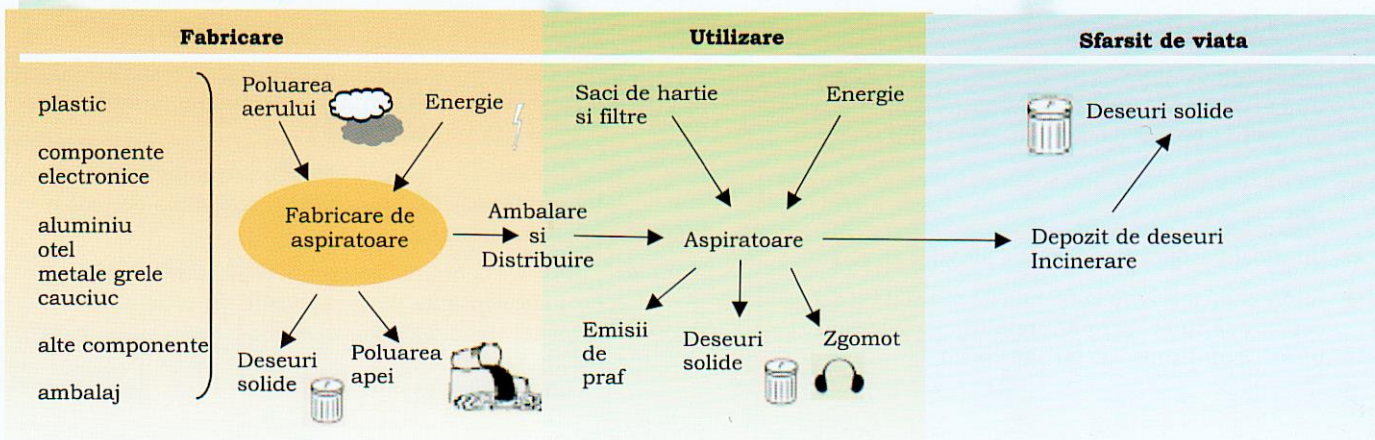 Fabricare
Utilizare
Sfarsit de viata
plastic
componente
electronice
aluminiu
otel
metale grele
cauciuc
alte componente
ambalaj
Poluarea
aerului
Energie
Fabricare de
aspiratoare
Deseuri
solide
Poluarea
apei
Ambalare
si
Distribuire
Saci de hartie
si filtre
Energie
Aspiratoare
Emisii
de
praf
Deseuri
solide
Zgomot
Deseuri solide
Depozit de deseuri
Incinerare